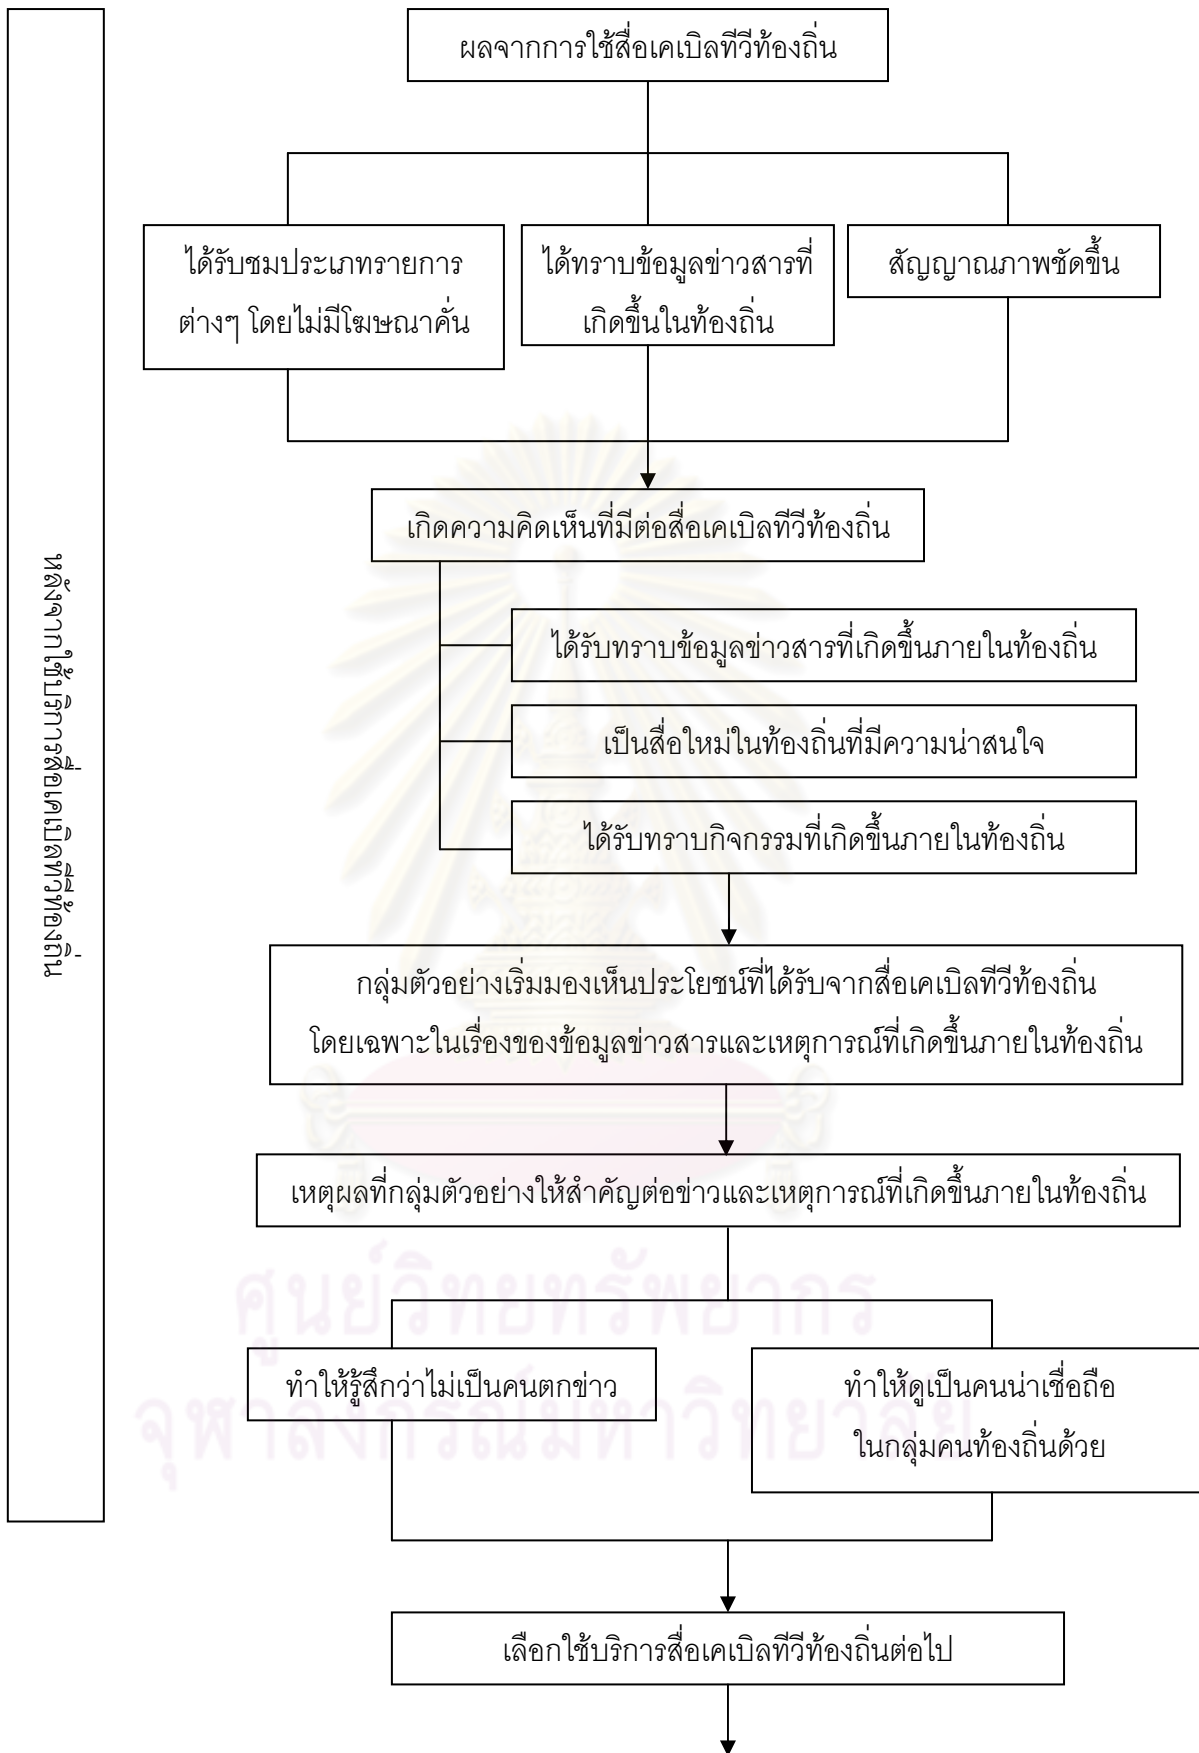 ผลจากการใช้สื่อเคเบิลทีวีท้องถิ่น
ได้รับชมประเภทรายการ
ต่างๆ โดยไม่มีโฆษณาคั่น
ได้ทราบข้อมูลข่าวสารที่
เกิดขึ้นในท้องถิ่น
สัญญาณภาพชัดขึ้น
เกิดความคิดเห็นที่มีต่อสื่อเคเบิลทีวีท้องถิ่น
ได้รับทราบข้อมูลข่าวสารที่เกิดขึ้นภายในท้องถิ่น
เป็นสื่อใหม่ในท้องถิ่นที่มีความน่าสนใจ
ได้รับทราบกิจกรรมที่เกิดขึ้นภายในท้องถิ่น
หลังจากใช้บริการสื่อเคเบิลทีวีท้องถิ่น
กลุ่มตัวอย่างเริ่มมองเห็นประโยชน์ที่ได้รับจากสื่อเคเบิลทีวีท้องถิ่น
โดยเฉพาะในเรื่องของข้อมูลข่าวสารและเหตุการณ์ที่เกิดขึ้นภายในท้องถิ่น
เหตุผลที่กลุ่มตัวอย่างให้สำคัญต่อข่าวและเหตุการณ์ที่เกิดขึ้นภายในท้องถิ่น
ศูนย์วิทยทรัพยากร
จุฬาลงกรณ์มหาวิทยาลัย
ทำให้รู้สึกว่าไม่เป็นคนตกข่าว
ทำให้ดูเป็นคนน่าเชื่อถือ
ในกลุ่มคนท้องถิ่นด้วย
เลือกใช้บริการสื่อเคเบิลทีวีท้องถิ่นต่อไป